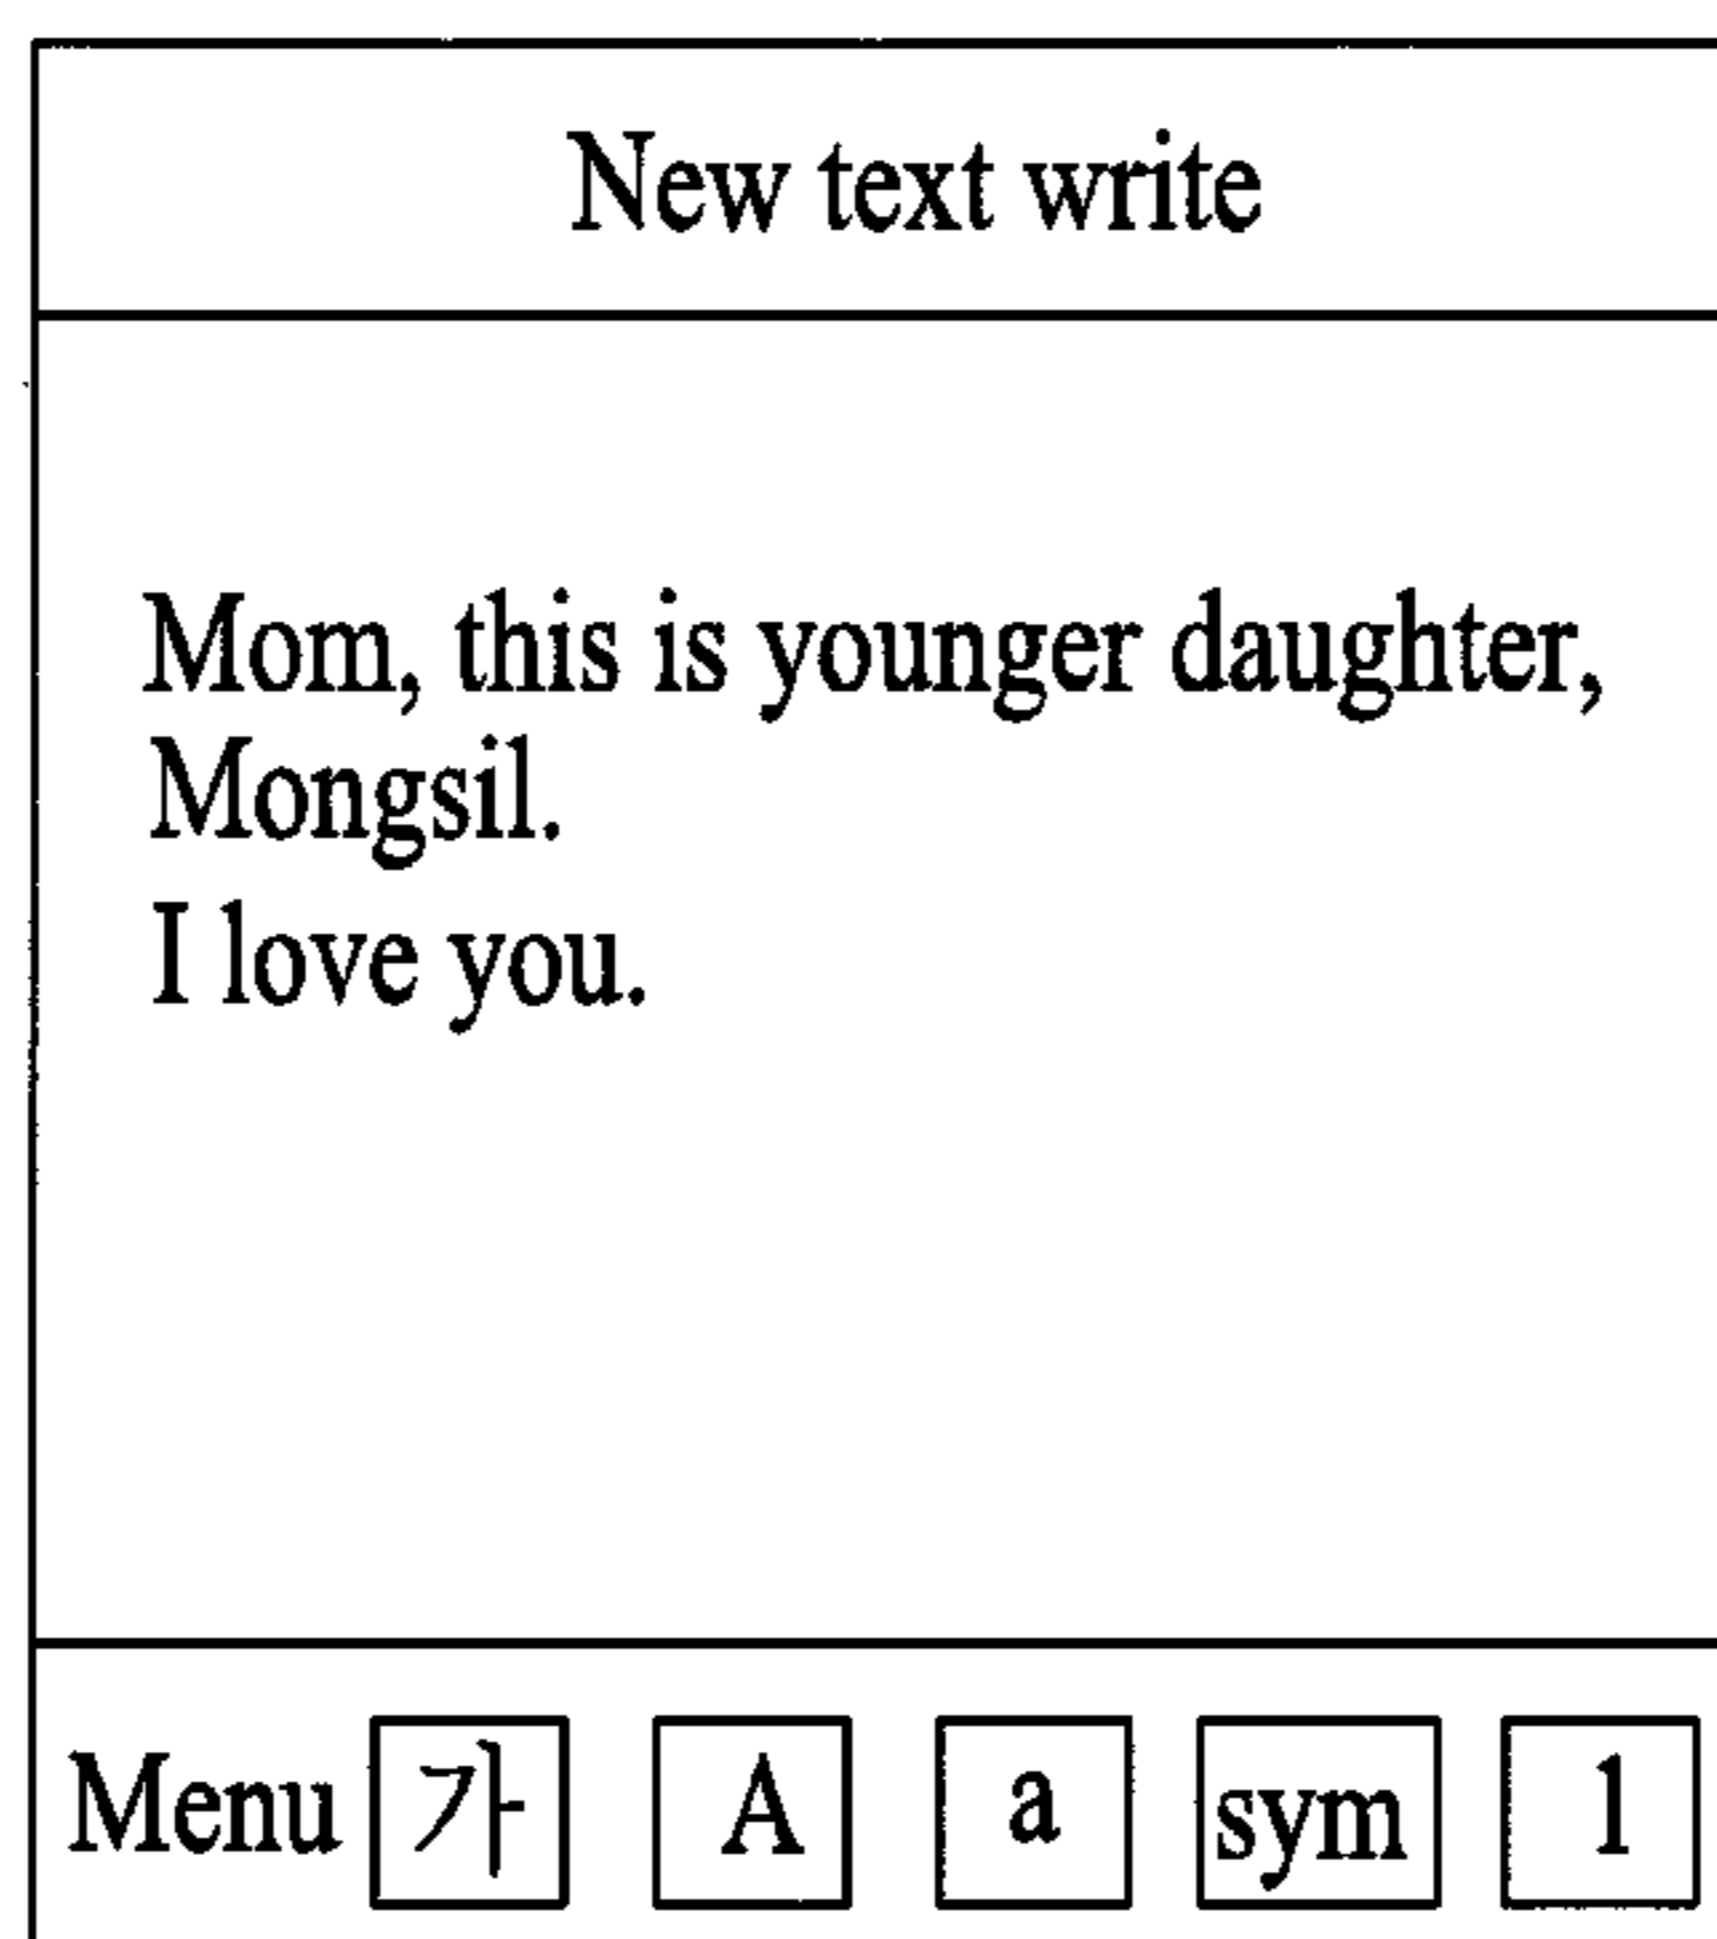 New text write
Mom, this is younger daughter,
Mongsil.
I love you.
Menu 가 A a sym 1